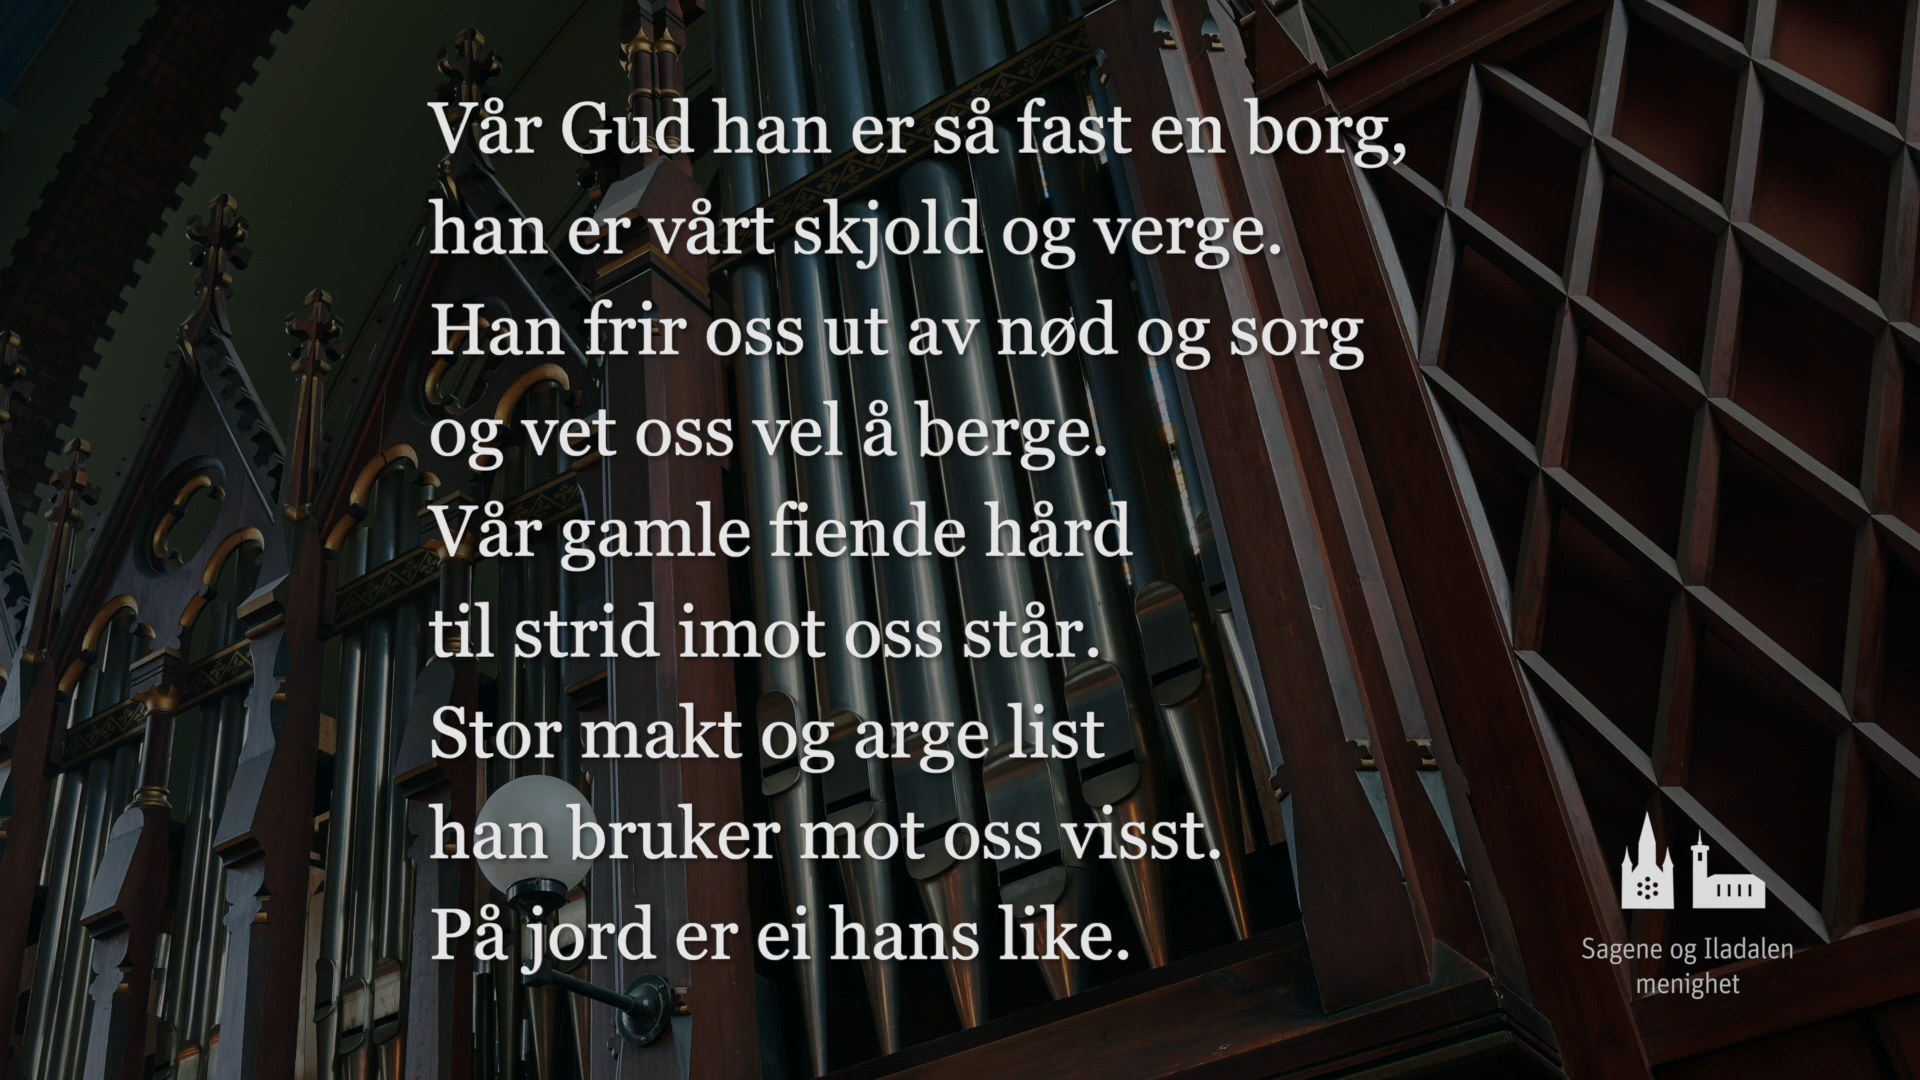 Vår Gud han er så fast en borg,
han er vårt skjold og verge.
Han frir oss ut av nød og sorg
og vet oss vel å berge.
Vår gamle fiende hård
til strid imot oss står.
Stor makt og arge list
han bruker mot oss visst.
På jord er ei hans like.
Sagene og Iladalen
menighet